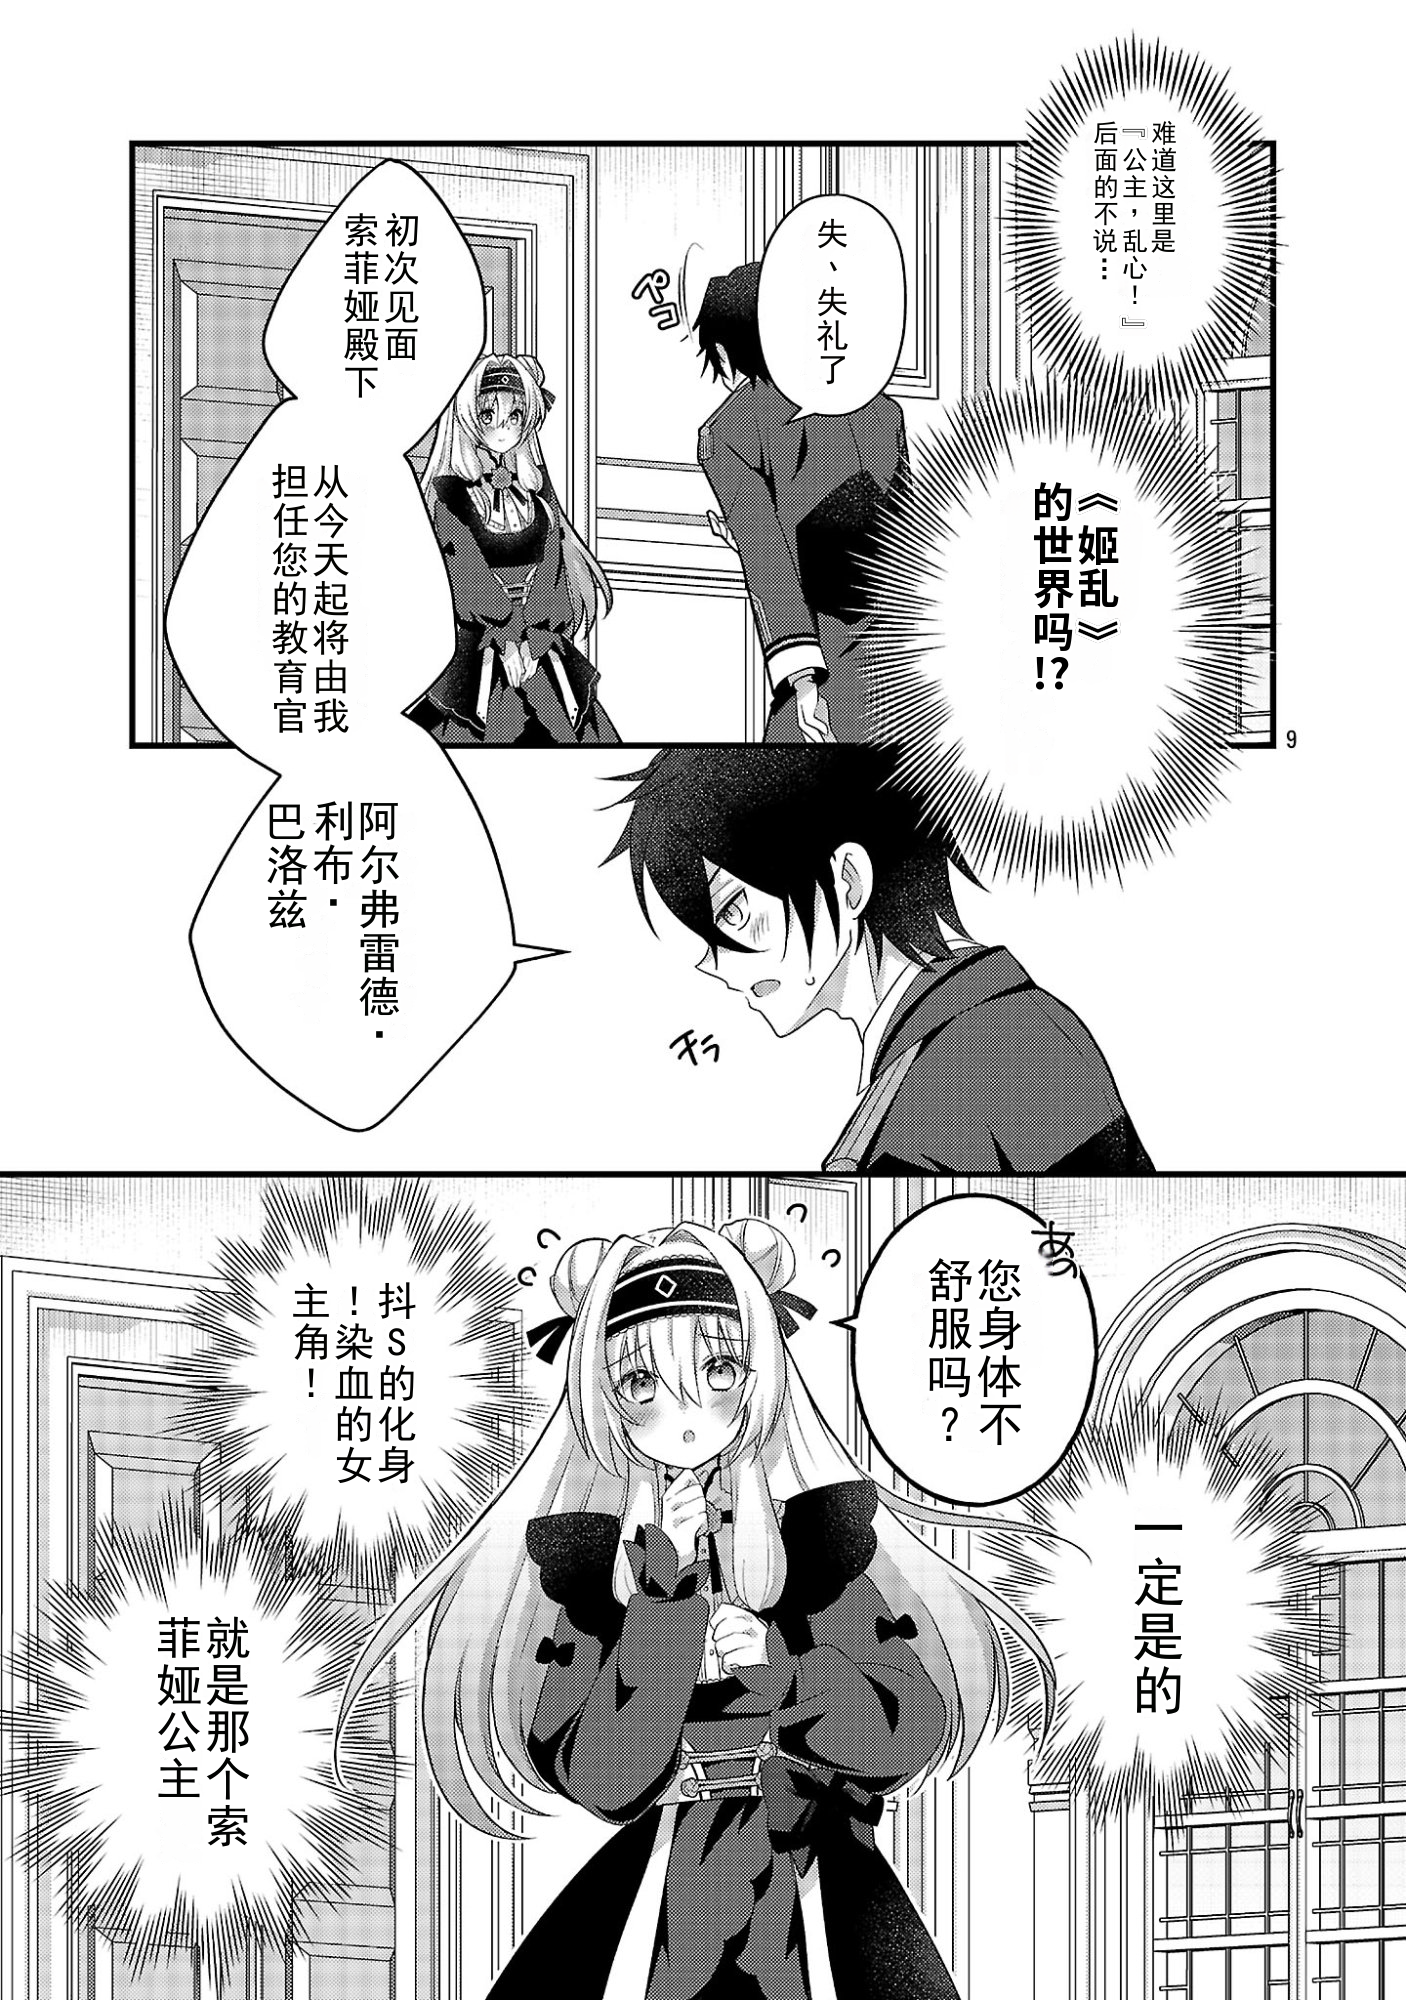 难道这里是
『公主，乱心！』
后面的不说…
《姬乱》
的世界吗!?
失、失礼了
ペコ
初次见面
索菲娅殿下
从今天起将由我
担任您的教育官
阿尔弗雷德·
利布·
巴洛兹
9
チラ
あの
您身体不
舒服吗？
一定是的
抖S的化身
！染血的女
主角！
就是那个索
菲娅公主